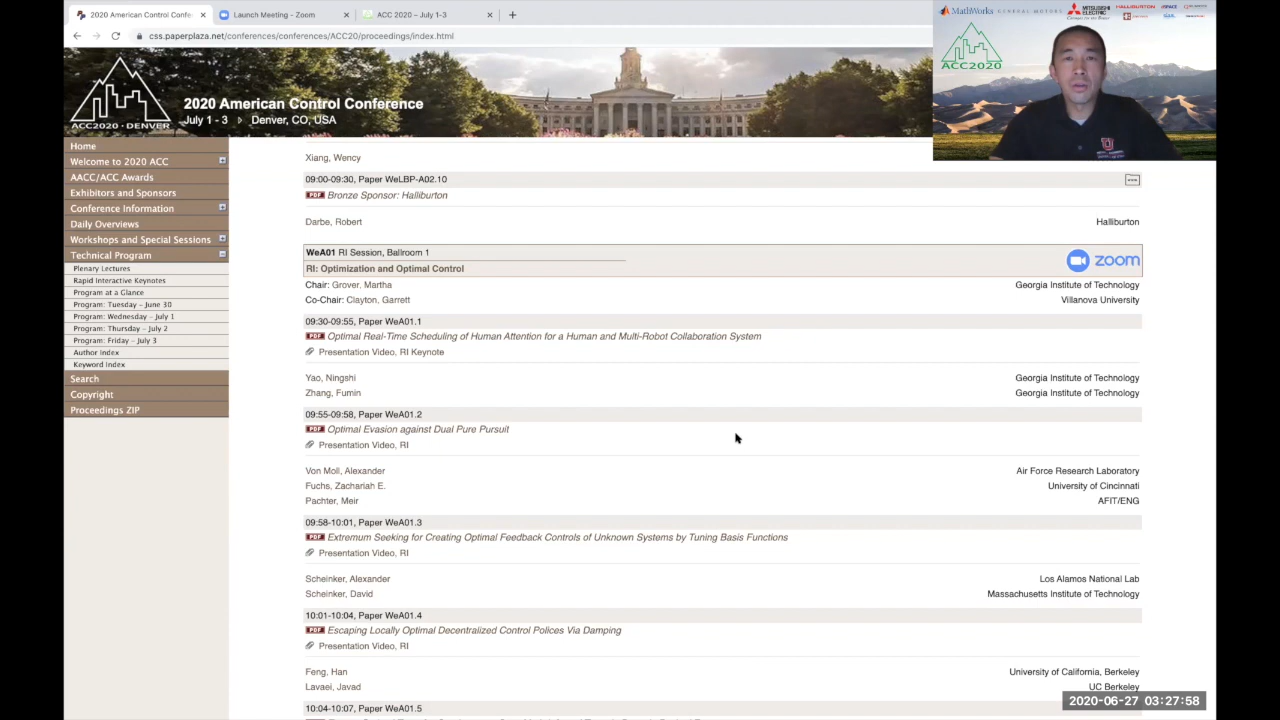 2020 American Control Confe
Launch Meeting - Zoom
ACC 2020 – July 1-3
css.paperplaza.net/conferences/conferences/ACC20/proceedings/index.html
MathWorks
GENERAL MOTORS
MITSUBISHI ELECTRIC
HALLIBURTON
ACC2020
ACC2020 • DENVER
2020 American Control Conference
July 1 - 3 Denver, CO, USA
Home
Welcome to 2020 ACC
AACC/ACC Awards
Exhibitors and Sponsors
Conference Information
Daily Overviews
Workshops and Special Sessions
Technical Program
Plenary Lectures
Rapid Interactive Keynotes
Program at a Glance
Program: Tuesday – June 30
Program: Wednesday – July 1
Program: Thursday – July 2
Program: Friday – July 3
Author Index
Keyword Index
Search
Copyright
Proceedings ZIP
Xiang, Wency
09:00-09:30, Paper WeLBP-A02.10
PDF Bronze Sponsor: Halliburton
Darbe, Robert Halliburton
WeA01 RI Session, Ballroom 1
RI: Optimization and Optimal Control
zoom
Chair: Grover, Martha Georgia Institute of Technology
Co-Chair: Clayton, Garrett Villanova University
09:30-09:55, Paper WeA01.1
PDF Optimal Real-Time Scheduling of Human Attention for a Human and Multi-Robot Collaboration System
Presentation Video, RI Keynote
Yao, Ningshi Georgia Institute of Technology
Zhang, Fumin Georgia Institute of Technology
09:55-09:58, Paper WeA01.2
PDF Optimal Evasion against Dual Pure Pursuit
Presentation Video, RI
Von Moll, Alexander Air Force Research Laboratory
Fuchs, Zachariah E. University of Cincinnati
Pachter, Meir AFIT/ENG
09:58-10:01, Paper WeA01.3
PDF Extremum Seeking for Creating Optimal Feedback Controls of Unknown Systems by Tuning Basis Functions
Presentation Video, RI
Scheinker, Alexander Los Alamos National Lab
Scheinker, David Massachusetts Institute of Technology
10:01-10:04, Paper WeA01.4
PDF Escaping Locally Optimal Decentralized Control Polices Via Damping
Presentation Video, RI
Feng, Han University of California, Berkeley
Lavaei, Javad UC Berkeley
10:04-10:07, Paper WeA01.5
2020-06-27 03:27:58